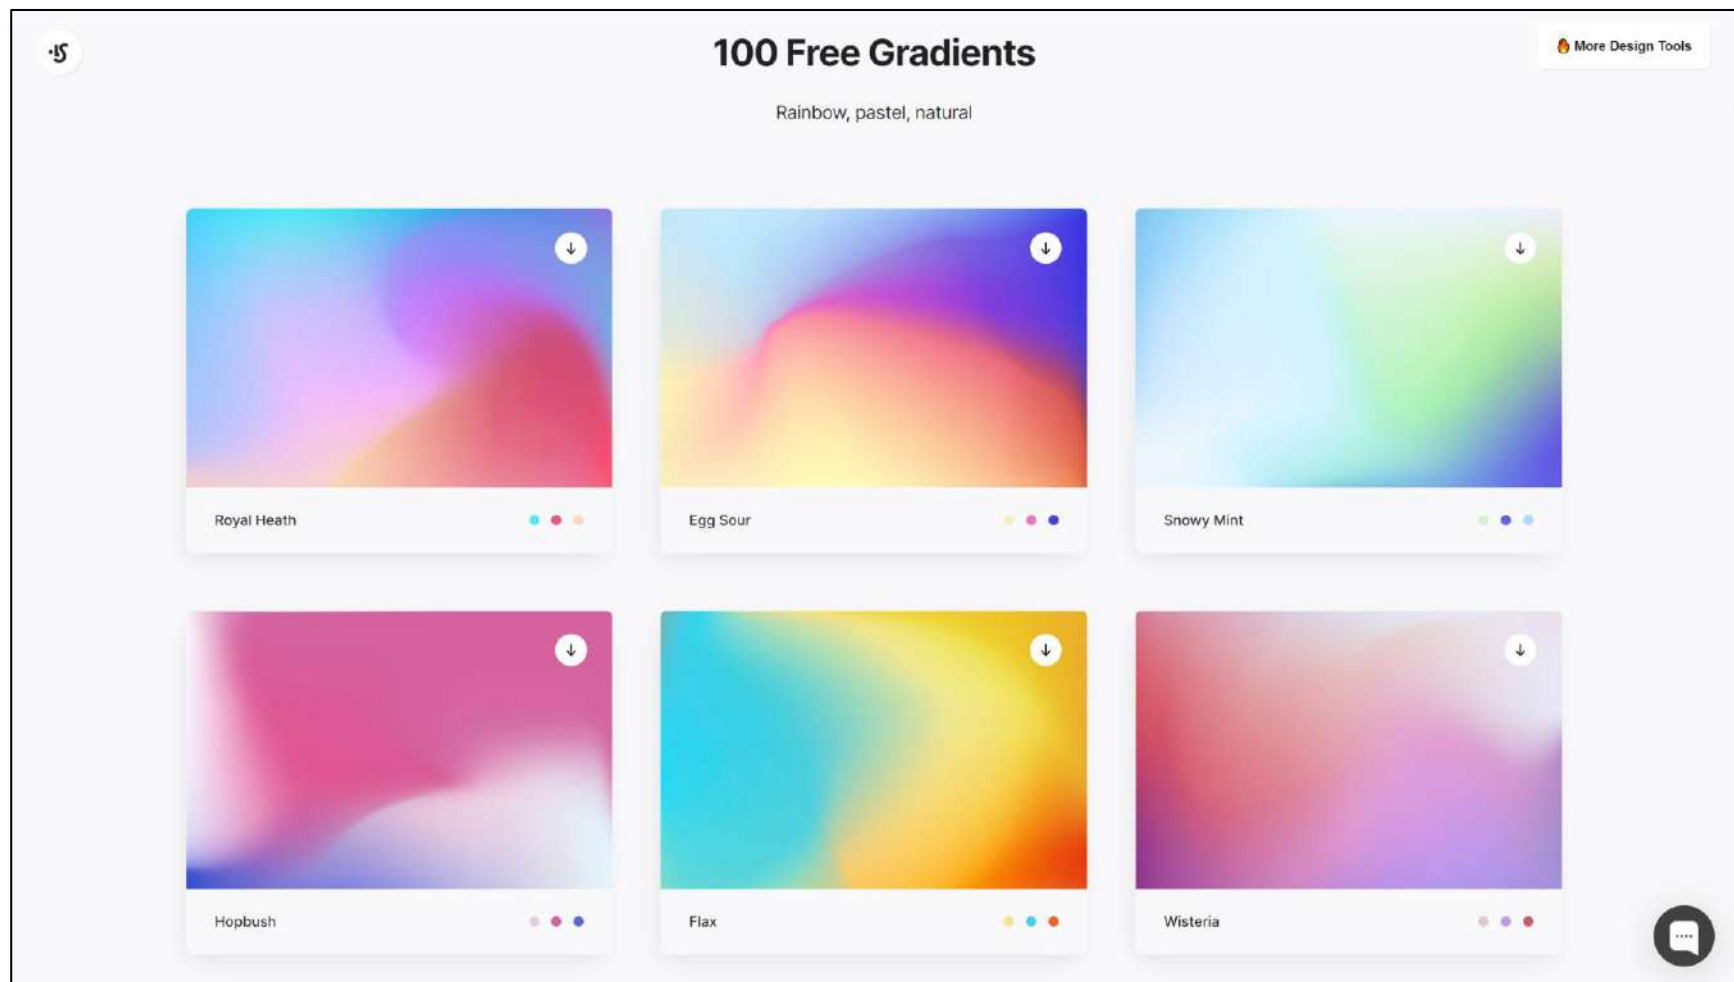 100 Free Gradients
More Design Tools
Rainbow, pastel, natural
Royal Heath
Egg Sour
Snowy Mint
Hopbush
Flax
Wisteria